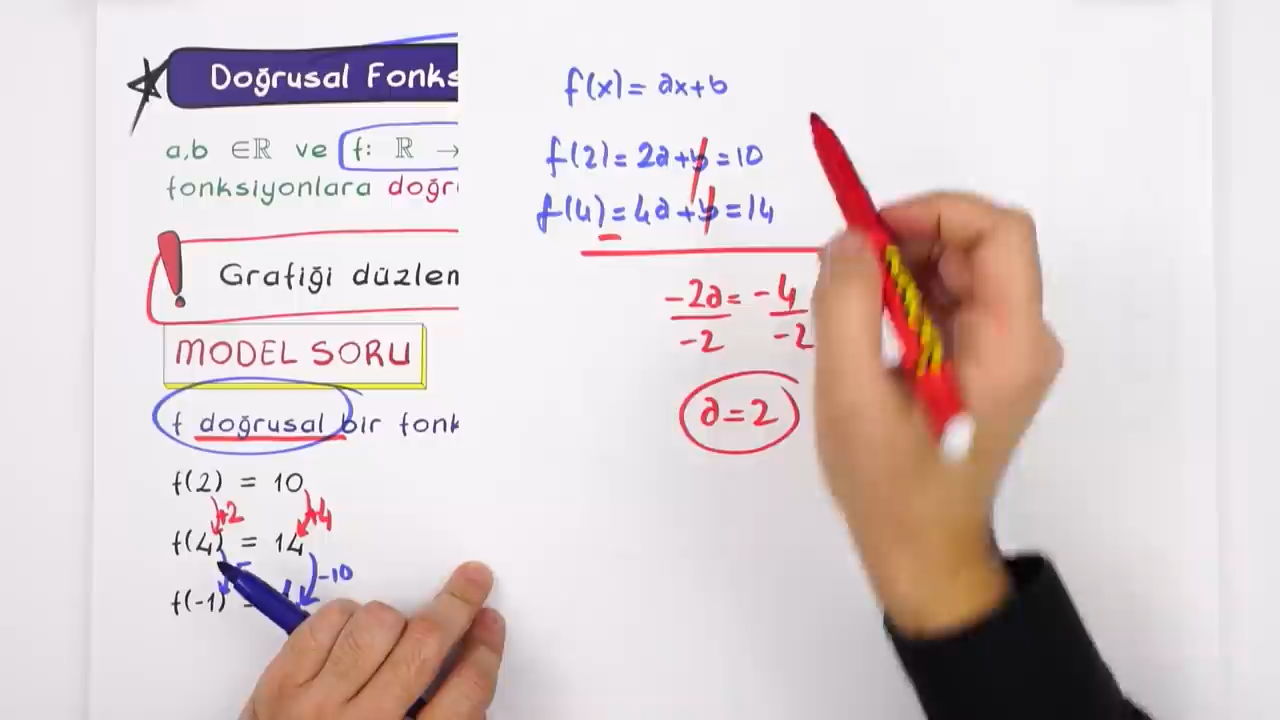 Doğrusal Fonks
a,b ∈ℝ ve f: ℝ →
fonksiyonlara doğr
Grafiği düzlen
MODEL SORU
f doğrusal bir fonk
f(2) = 10
+2 +4
f(4) = 14
-10
f(-1) =
f(x) = ax+b
f(2) = 2a+b = 10
f(4) = 4a+b = 14
-2a = -4
-2 -2
a = 2